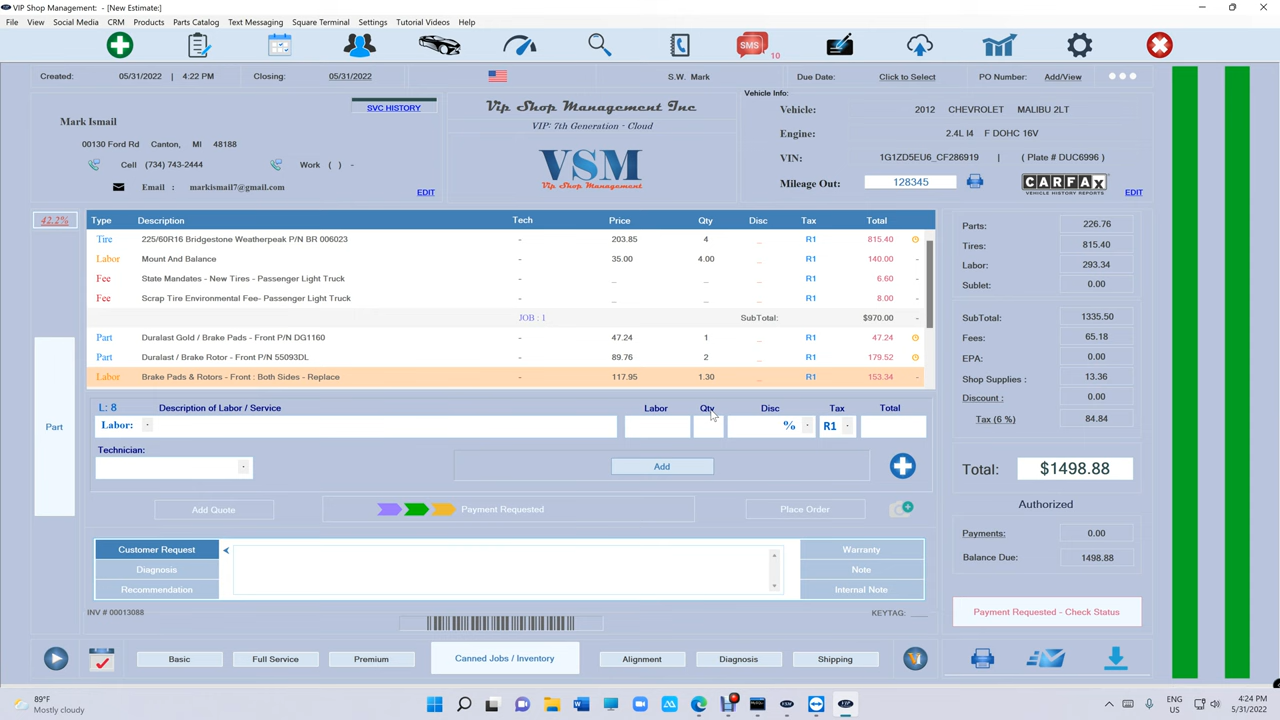 VIP Shop Management: - [New Estimate:]
File View Social Media CRM Products Parts Catalog Text Messaging Square Terminal Settings Tutorial Videos Help
SMS 10
Created: 05/31/2022 | 4:22 PM Closing: 05/31/2022 S.W. Mark Due Date: Click to Select PO Number: Add/View
Mark Ismail
SVC HISTORY
00130 Ford Rd Canton, MI 48188
Cell (734) 743-2444 Work ( ) -
Email : markismail7@gmail.com
EDIT
Vip Shop Management Inc
VIP: 7th Generation - Cloud
VSM
Vip Shop Management
Vehicle Info:
Vehicle: 2012 CHEVROLET MALIBU 2LT
Engine: 2.4L I4 F DOHC 16V
VIN: 1G1ZD5EU6_CF286919 | ( Plate # DUC6996 )
Mileage Out: 128345
CARFAX
VEHICLE HISTORY REPORTS
EDIT
42.2%
Type Description Tech Price Qty Disc Tax Total
Tire 225/60R16 Bridgestone Weatherpeak P/N BR 006023 - 203.85 4 _ R1 815.40
Labor Mount And Balance - 35.00 4.00 _ R1 140.00 -
Fee State Mandates - New Tires - Passenger Light Truck - _ _ _ R1 6.60 -
Fee Scrap Tire Environmental Fee- Passenger Light Truck - _ _ _ R1 8.00 -
JOB : 1 SubTotal: $970.00 -
Part Duralast Gold / Brake Pads - Front P/N DG1160 - 47.24 1 _ R1 47.24
Part Duralast / Brake Rotor - Front P/N 55093DL - 89.76 2 _ R1 179.52
Labor Brake Pads & Rotors - Front : Both Sides - Replace - 117.95 1.30 _ R1 153.34 -
Part
L: 8 Description of Labor / Service Labor Qty Disc Tax Total
Labor: % R1
Technician:
Add
Add Quote Payment Requested Place Order
Customer Request
Diagnosis
Recommendation
Warranty
Note
Internal Note
INV # 00013088 KEYTAG: ____
Parts: 226.76
Tires: 815.40
Labor: 293.34
Sublet: 0.00
SubTotal: 1335.50
Fees: 65.18
EPA: 0.00
Shop Supplies : 13.36
Discount : 0.00
Tax (6 %) 84.84
Total: $1498.88
Authorized
Payments: 0.00
Balance Due: 1498.88
Payment Requested - Check Status
Basic Full Service Premium Canned Jobs / Inventory Alignment Diagnosis Shipping
89°F
Mostly cloudy
ENG
US
4:24 PM
5/31/2022